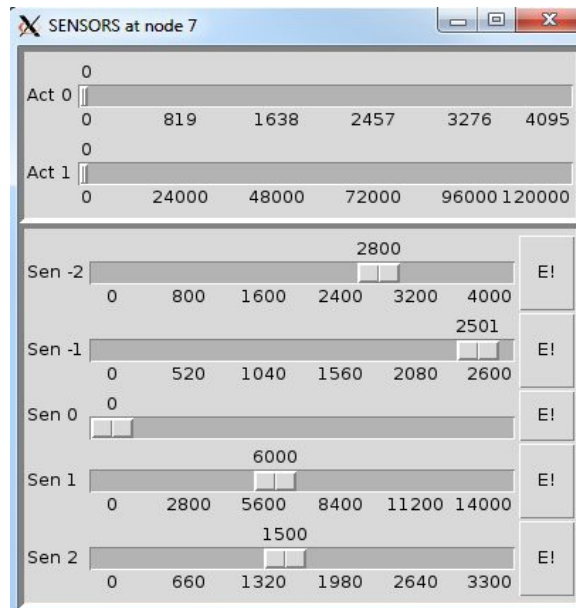 SENSORS at node 7
0
Act 0
0 819 1638 2457 3276 4095
0
Act 1
0 24000 48000 72000 96000 120000
2800
Sen -2 E!
0 800 1600 2400 3200 4000
2501
Sen -1 E!
0 520 1040 1560 2080 2600
0
Sen 0 E!
6000
Sen 1 E!
0 2800 5600 8400 11200 14000
1500
Sen 2 E!
0 660 1320 1980 2640 3300